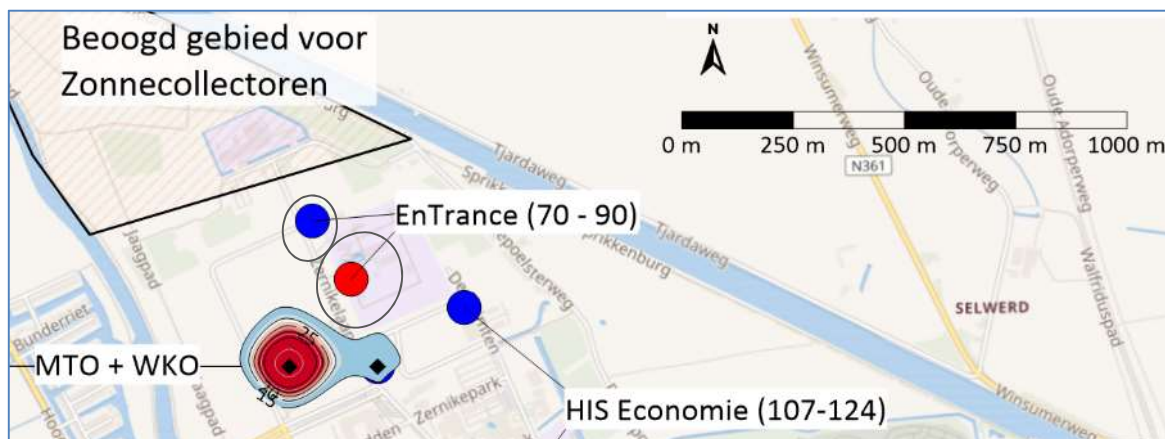 Beoogd gebied voor
Zonnecollectoren
N
0 m 250 m 500 m 750 m 1000 m
Tjardaweg
Winsumerweg
Oude Adorperweg
N361
EnTrance (70 - 90)
Jaagpad
Sprikkenburg
Tjardaweg
Walfriduspad
SELWERD
Bunderriet
25
MTO + WKO
15
Jaagpad
Zernikepark
HIS Economie (107-124)
Winsumerweg